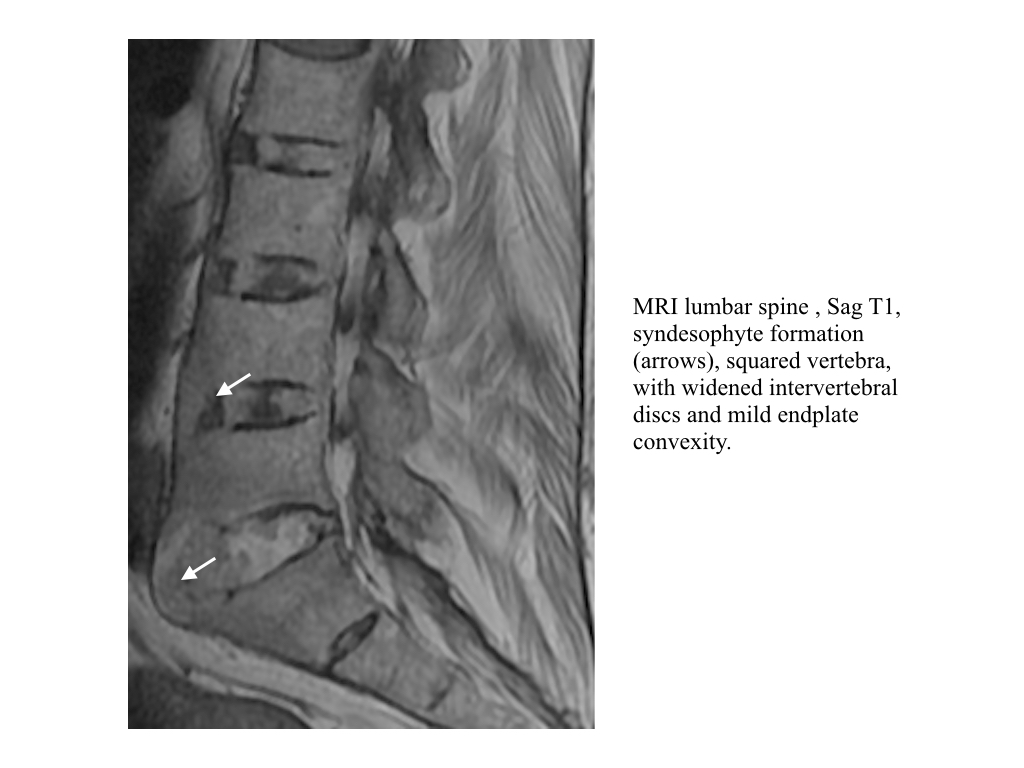 MRI lumbar spine , Sag T1,
syndesophyte formation
(arrows), squared vertebra,
with widened intervertebral
discs and mild endplate
convexity.